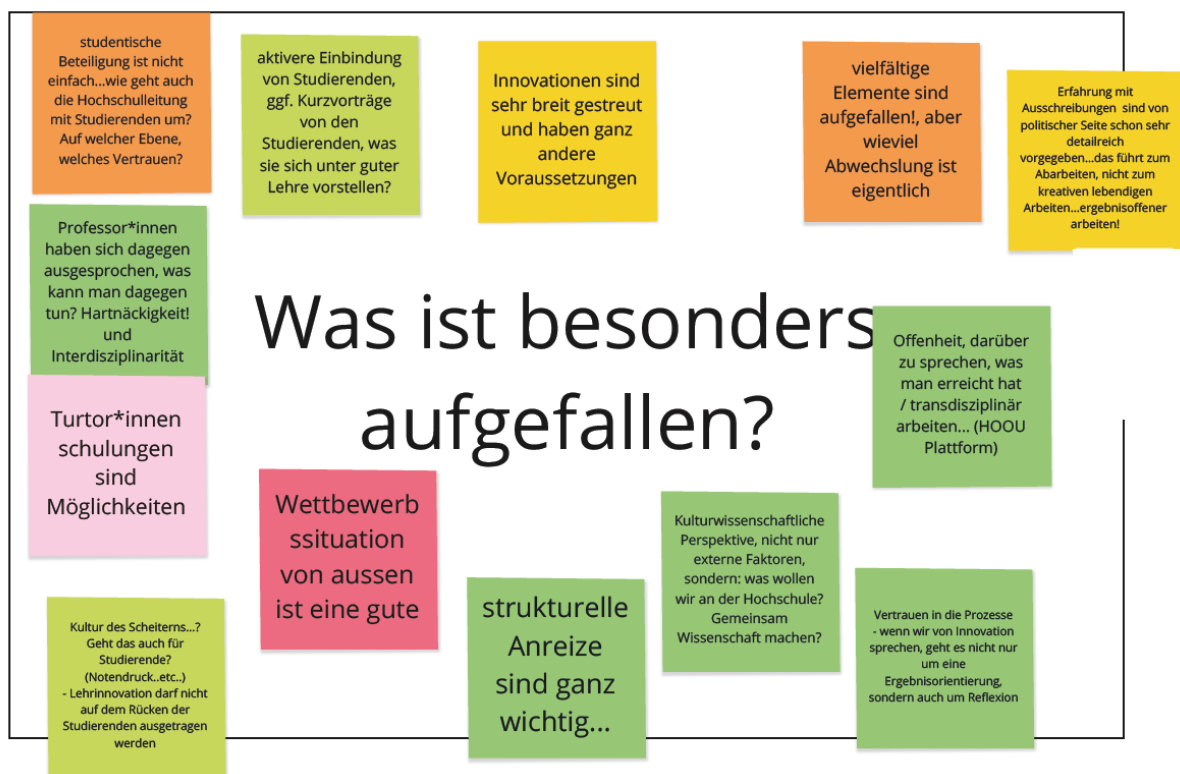 studentische
Beteiligung ist nicht
einfach...wie geht auch
die Hochschulleitung
mit Studierenden um?
Auf welcher Ebene,
welches Vertrauen?
aktivere Einbindung
von Studierenden,
ggf. Kurzvorträge
von den
Studierenden, was
sie sich unter guter
Lehre vorstellen?
Innovationen sind
sehr breit gestreut
und haben ganz
andere
Voraussetzungen
vielfältige
Elemente sind
aufgefallen!, aber
wieviel
Abwechslung ist
eigentlich
Erfahrung mit
Ausschreibungen sind von
politischer Seite schon sehr
detailreich
vorgegeben...das führt zum
Abarbeiten, nicht zum
kreativen lebendigen
Arbeiten...ergebnisoffener
arbeiten!
Professor*innen
haben sich dagegen
ausgesprochen, was
kann man dagegen
tun? Hartnäckigkeit!
und
Interdisziplinarität
Was ist besonders
aufgefallen?
Offenheit, darüber
zu sprechen, was
man erreicht hat
/ transdisziplinär
arbeiten... (HOOU
Plattform)
Turtor*innen
schulungen
sind
Möglichkeiten
Wettbewerb
ssituation
von aussen
ist eine gute
Kulturwissenschaftliche
Perspektive, nicht nur
externe Faktoren,
sondern: was wollen
wir an der Hochschule?
Gemeinsam
Wissenschaft machen?
strukturelle
Anreize
sind ganz
wichtig...
Vertrauen in die Prozesse
- wenn wir von Innovation
sprechen, geht es nicht nur
um eine
Ergebnisorientierung,
sondern auch um Reflexion
Kultur des Scheiterns...?
Geht das auch für
Studierende?
(Notendruck..etc..)
- Lehrinnovation darf nicht
auf dem Rücken der
Studierenden ausgetragen
werden